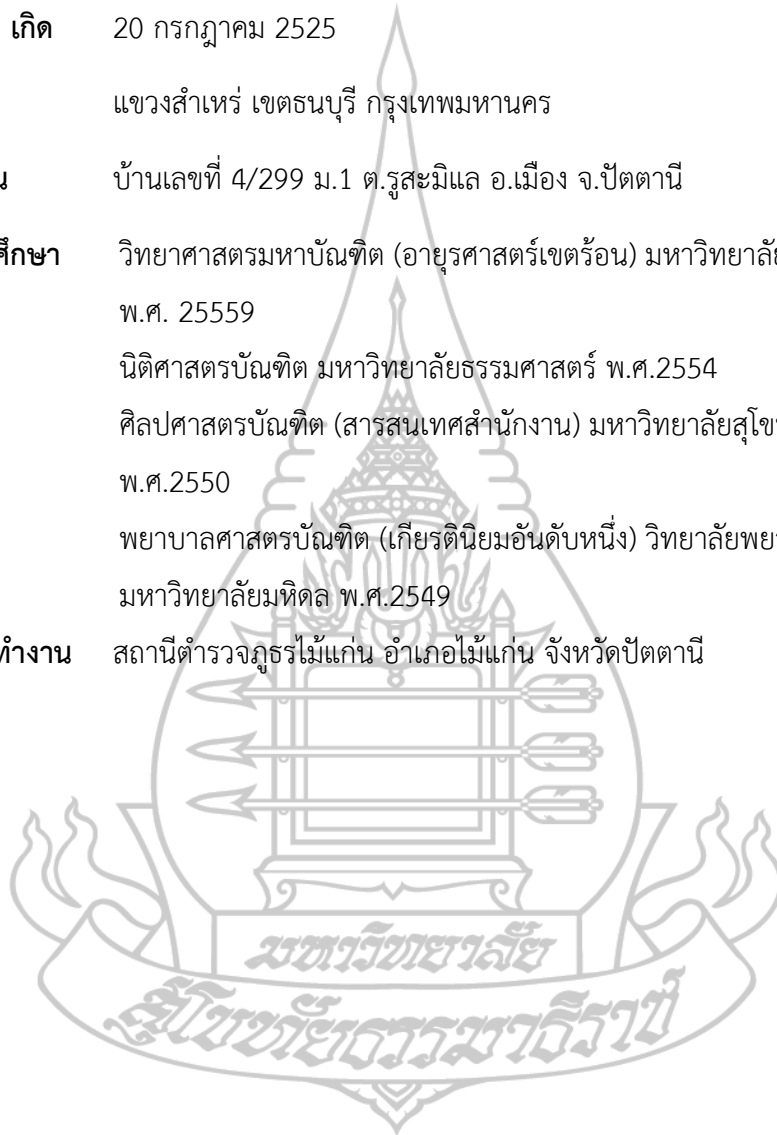 เกิด 20 กรกฎาคม 2525
แขวงสำเหร่ เขตธนบุรี กรุงเทพมหานคร
บ้านเลขที่ 4/299 ม.1 ต.รูสะมิแล อ.เมือง จ.ปัตตานี
วิทยาศาสตรมหาบัณฑิต (อายุรศาสตร์เขตร้อน) มหาวิทยาลัย
พ.ศ. 25559
นิติศาสตรบัณฑิต มหาวิทยาลัยธรรมศาสตร์ พ.ศ.2554
ศิลปศาสตรบัณฑิต (สารสนเทศสำนักงาน) มหาวิทยาลัยสุโข
พ.ศ.2550
พยาบาลศาสตรบัณฑิต (เกียรตินิยมอันดับหนึ่ง) วิทยาลัยพยา
มหาวิทยาลัยมหิดล พ.ศ.2549
ทำงาน สถานีตำรวจภูธรไม้แก่น อำเภอไม้แก่น จังหวัดปัตตานี
มหาวิทยาลัย
สุโขทัยธรรมาธิราช